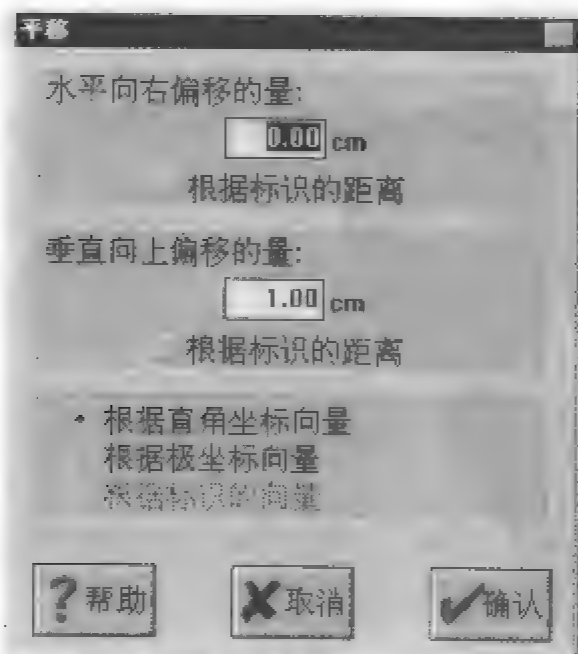 平移
水平向右偏移的量:
0.00 cm
根据标识的距离
垂直向上偏移的量:
1.00 cm
根据标识的距离
根据直角坐标向量
根据极坐标向量
根据标识的向量
? 帮助
取消
确认